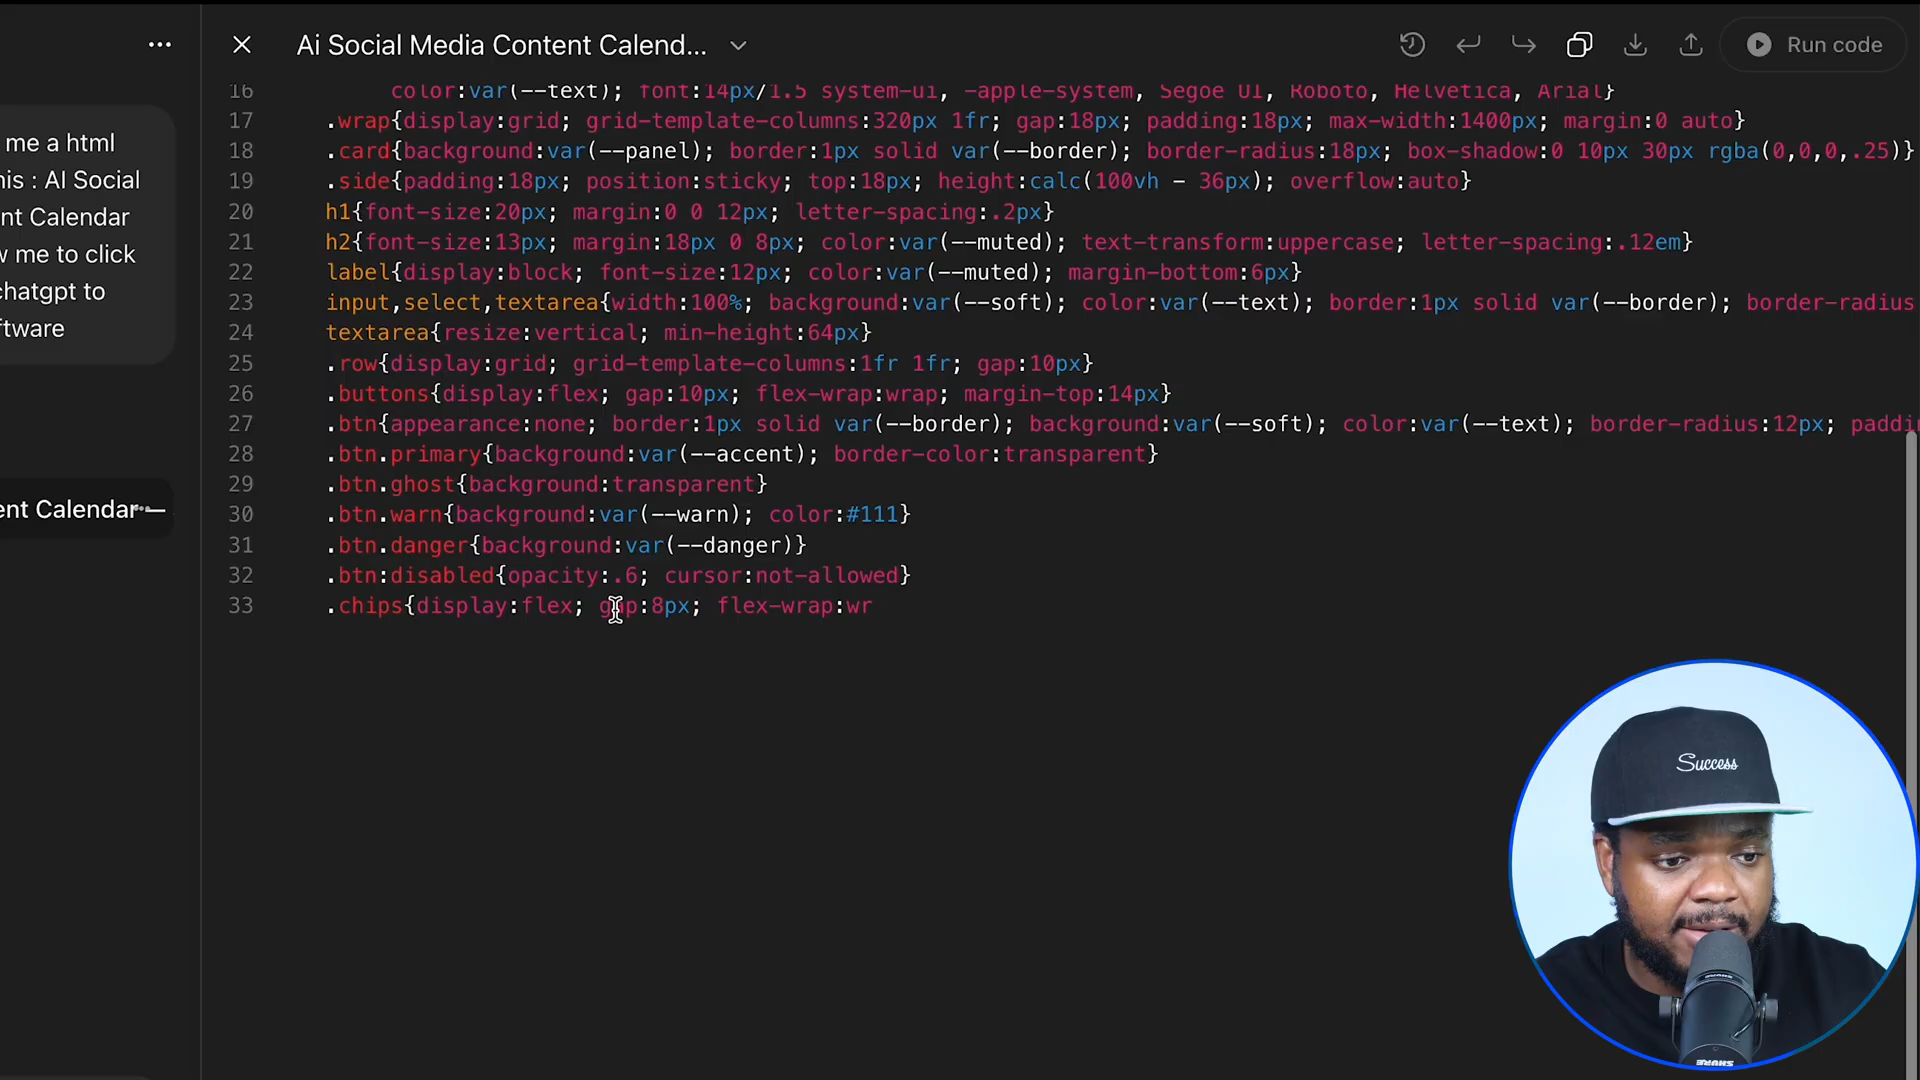 Ai Social Media Content Calend...
Run code
me a html
nis : AI Social
nt Calendar
w me to click
chatgpt to
ftware
ent Calendar
16 color:var(--text); font:14px/1.5 system-ui, -apple-system, Segoe UI, Roboto, Helvetica, Arial}
17 .wrap{display:grid; grid-template-columns:320px 1fr; gap:18px; padding:18px; max-width:1400px; margin:0 auto}
18 .card{background:var(--panel); border:1px solid var(--border); border-radius:18px; box-shadow:0 10px 30px rgba(0,0,0,.25)}
19 .side{padding:18px; position:sticky; top:18px; height:calc(100vh - 36px); overflow:auto}
20 h1{font-size:20px; margin:0 0 12px; letter-spacing:.2px}
21 h2{font-size:13px; margin:18px 0 8px; color:var(--muted); text-transform:uppercase; letter-spacing:.12em}
22 label{display:block; font-size:12px; color:var(--muted); margin-bottom:6px}
23 input,select,textarea{width:100%; background:var(--soft); color:var(--text); border:1px solid var(--border); border-radius
24 textarea{resize:vertical; min-height:64px}
25 .row{display:grid; grid-template-columns:1fr 1fr; gap:10px}
26 .buttons{display:flex; gap:10px; flex-wrap:wrap; margin-top:14px}
27 .btn{appearance:none; border:1px solid var(--border); background:var(--soft); color:var(--text); border-radius:12px; paddi
28 .btn.primary{background:var(--accent); border-color:transparent}
29 .btn.ghost{background:transparent}
30 .btn.warn{background:var(--warn); color:#111}
31 .btn.danger{background:var(--danger)}
32 .btn:disabled{opacity:.6; cursor:not-allowed}
33 .chips{display:flex; gap:8px; flex-wrap:wr
Success
SHURE